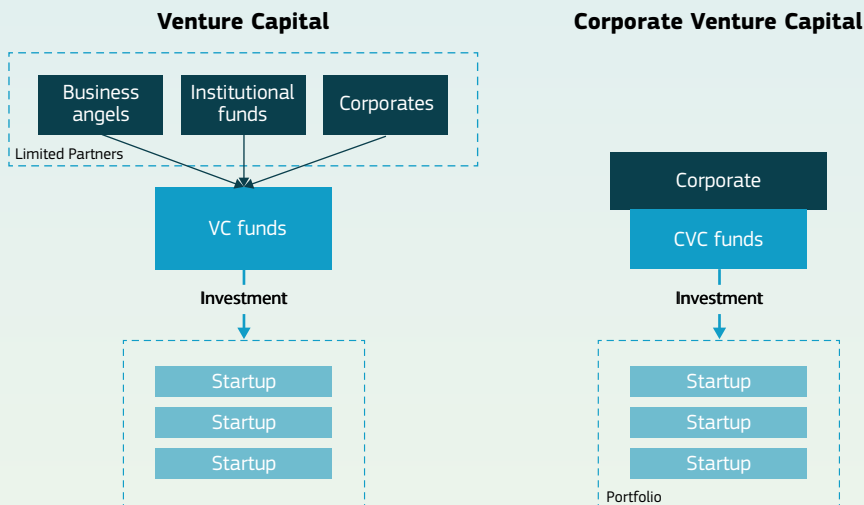 Venture Capital
Business
angels
Institutional
funds
Corporates
Limited Partners
VC funds
Investment
Startup
Startup
Startup
Corporate Venture Capital
Corporate
CVC funds
Investment
Startup
Startup
Startup
Portfolio